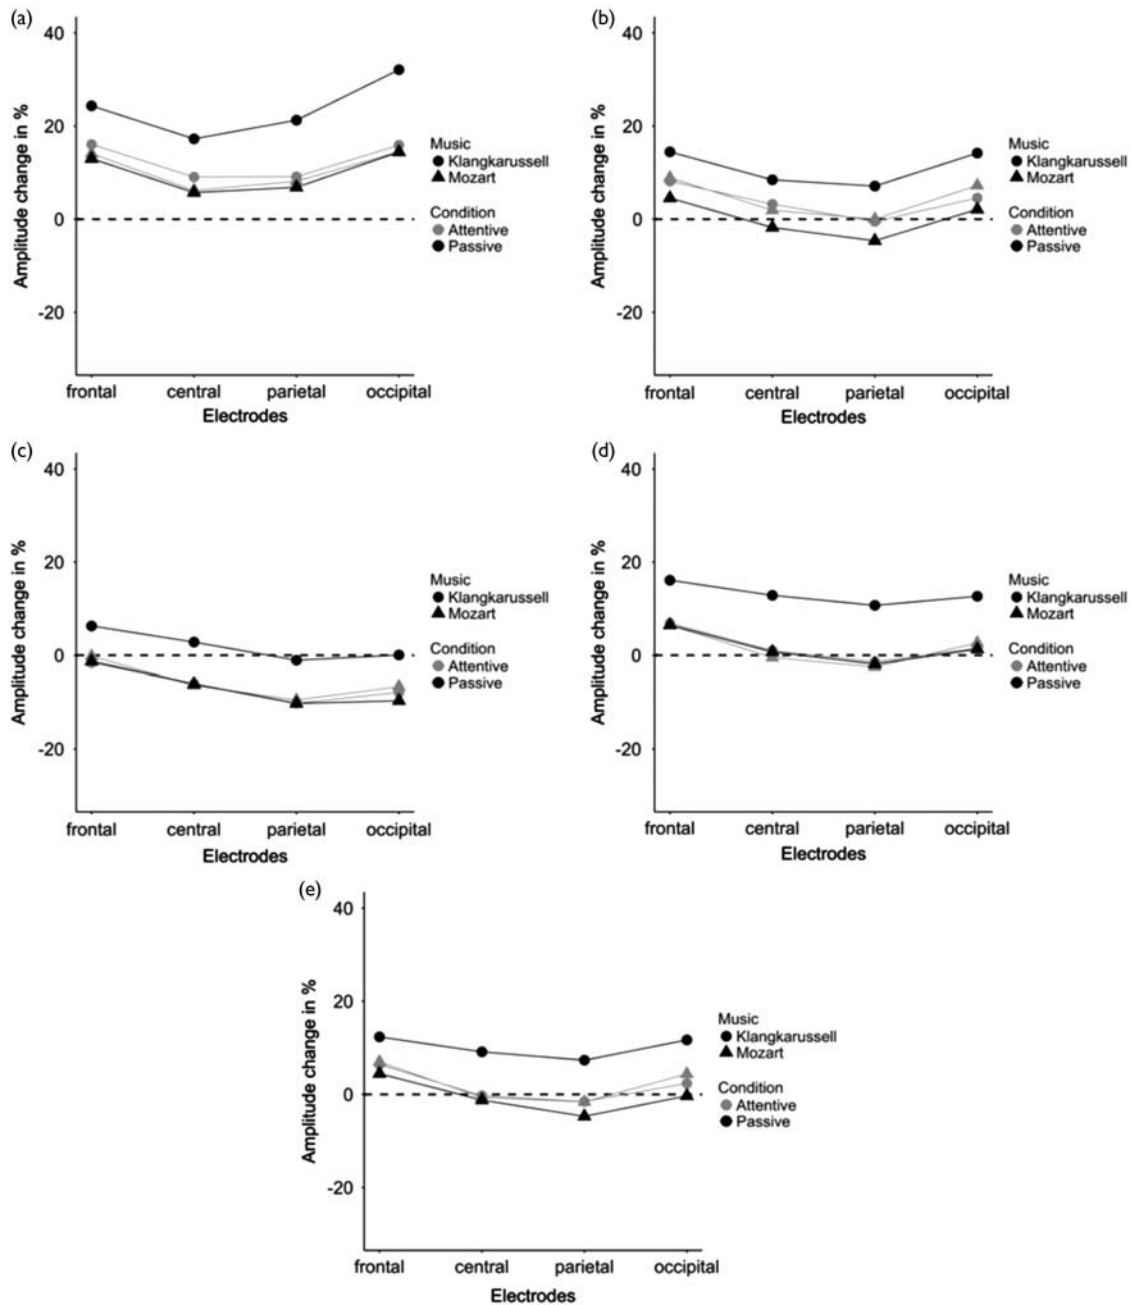 (a)
40
20
0
-20
Amplitude change in %
frontal central parietal occipital
Electrodes
Music
Klangkarussell
Mozart
Condition
Attentive
Passive
(b)
40
20
0
-20
Amplitude change in %
frontal central parietal occipital
Electrodes
Music
Klangkarussell
Mozart
Condition
Attentive
Passive
(c)
40
20
0
-20
Amplitude change in %
frontal central parietal occipital
Electrodes
Music
Klangkarussell
Mozart
Condition
Attentive
Passive
(d)
40
20
0
-20
Amplitude change in %
frontal central parietal occipital
Electrodes
Music
Klangkarussell
Mozart
Condition
Attentive
Passive
(e)
40
20
0
-20
Amplitude change in %
frontal central parietal occipital
Electrodes
Music
Klangkarussell
Mozart
Condition
Attentive
Passive